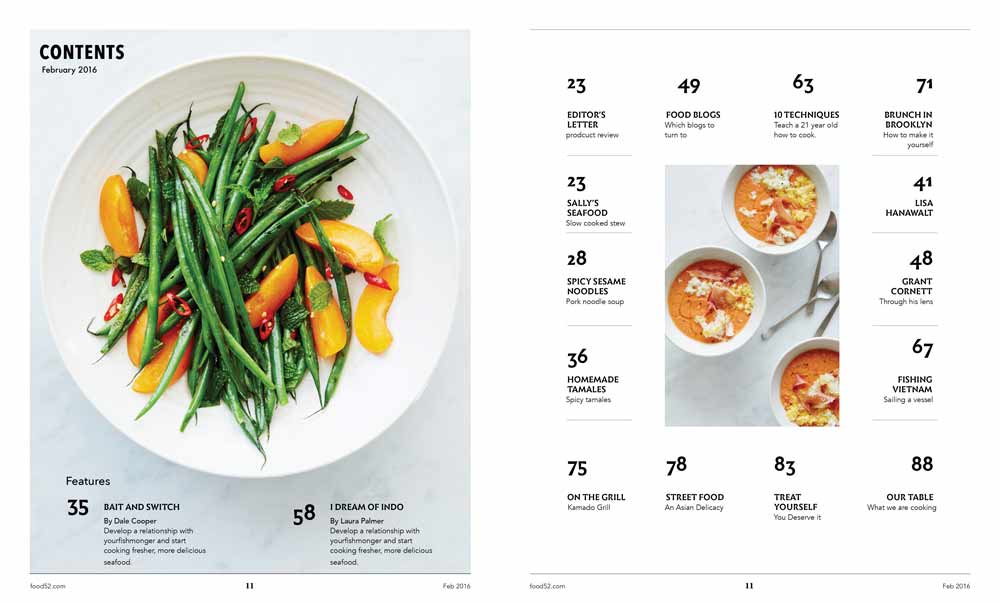 CONTENTS
February 2016
Features
35
BAIT AND SWITCH
By Dale Cooper
Develop a relationship with
yourfishmonger and start
cooking fresher, more delicious
seafood.
58
I DREAM OF INDO
By Laura Palmer
Develop a relationship with
yourfishmonger and start
cooking fresher, more delicious
seafood.
food52.com
11
Feb 2016
23
EDITOR'S
LETTER
prodcuct review
49
FOOD BLOGS
Which blogs to
turn to
63
10 TECHNIQUES
Teach a 21 year old
how to cook.
71
BRUNCH IN
BROOKLYN
How to make it
yourself
23
SALLY'S
SEAFOOD
Slow cooked stew
41
LISA
HANAWALT
28
SPICY SESAME
NOODLES
Pork noodle soup
48
GRANT
CORNETT
Through his lens
36
HOMEMADE
TAMALES
Spicy tamales
67
FISHING
VIETNAM
Sailing a vessel
75
ON THE GRILL
Kamado Grill
78
STREET FOOD
An Asian Delicacy
83
TREAT
YOURSELF
You Deserve it
88
OUR TABLE
What we are cooking
food52.com
11
Feb 2016